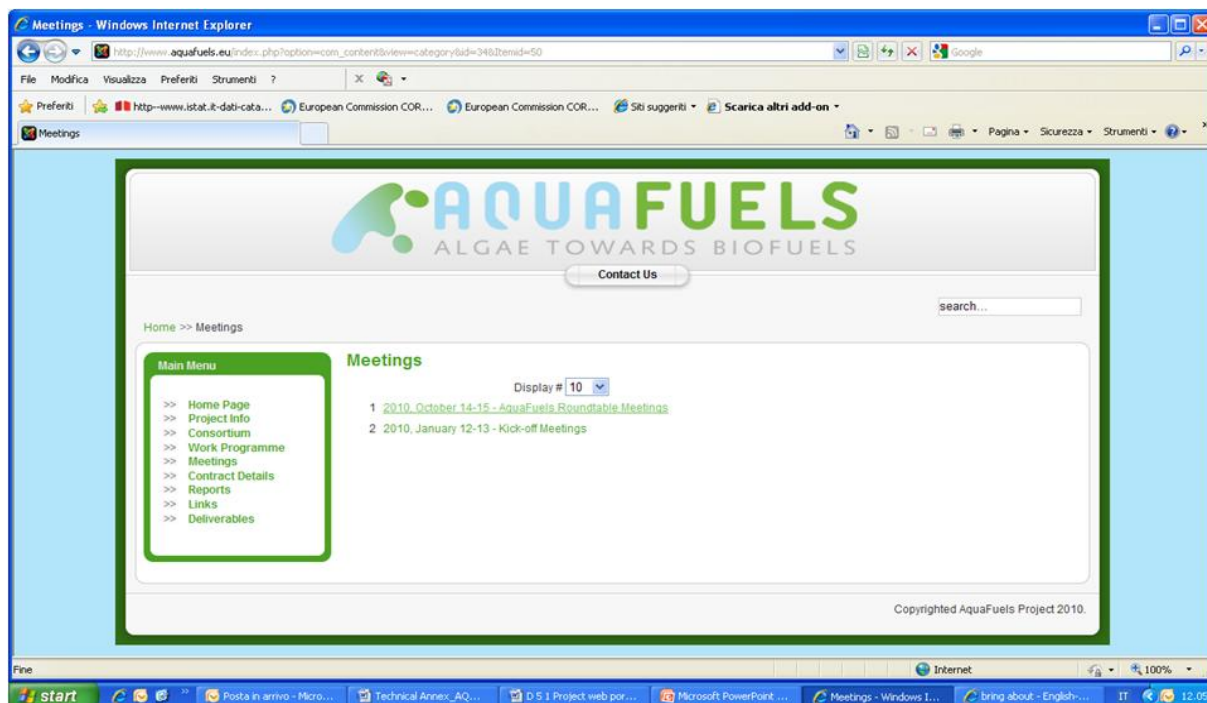 Meetings - Windows Internet Explorer
http://www.aquafuels.eu/index.php?option=com_content&view=category&id=34&Itemid=50
Google
File Modifica Visualizza Preferiti Strumenti ?
Preferiti http--www.istat.it-dati-cata... European Commission COR... European Commission COR... Siti suggeriti Scarica altri add-on
Meetings Pagina Sicurezza Strumenti
AQUAFUELS
ALGAE TOWARDS BIOFUELS
Contact Us
search...
Home >> Meetings
Main Menu
>> Home Page
>> Project Info
>> Consortium
>> Work Programme
>> Meetings
>> Contract Details
>> Reports
>> Links
>> Deliverables
Meetings
Display # 10
1 2010, October 14-15 - AquaFuels Roundtable Meetings
2 2010, January 12-13 - Kick-off Meetings
Copyrighted AquaFuels Project 2010.
Fine Internet 100%
start Posta in arrivo - Micro... Technical Annex_AQ... D 5 1 Project web por... Microsoft PowerPoint ... Meetings - Windows I... bring about - English-... IT 12.05